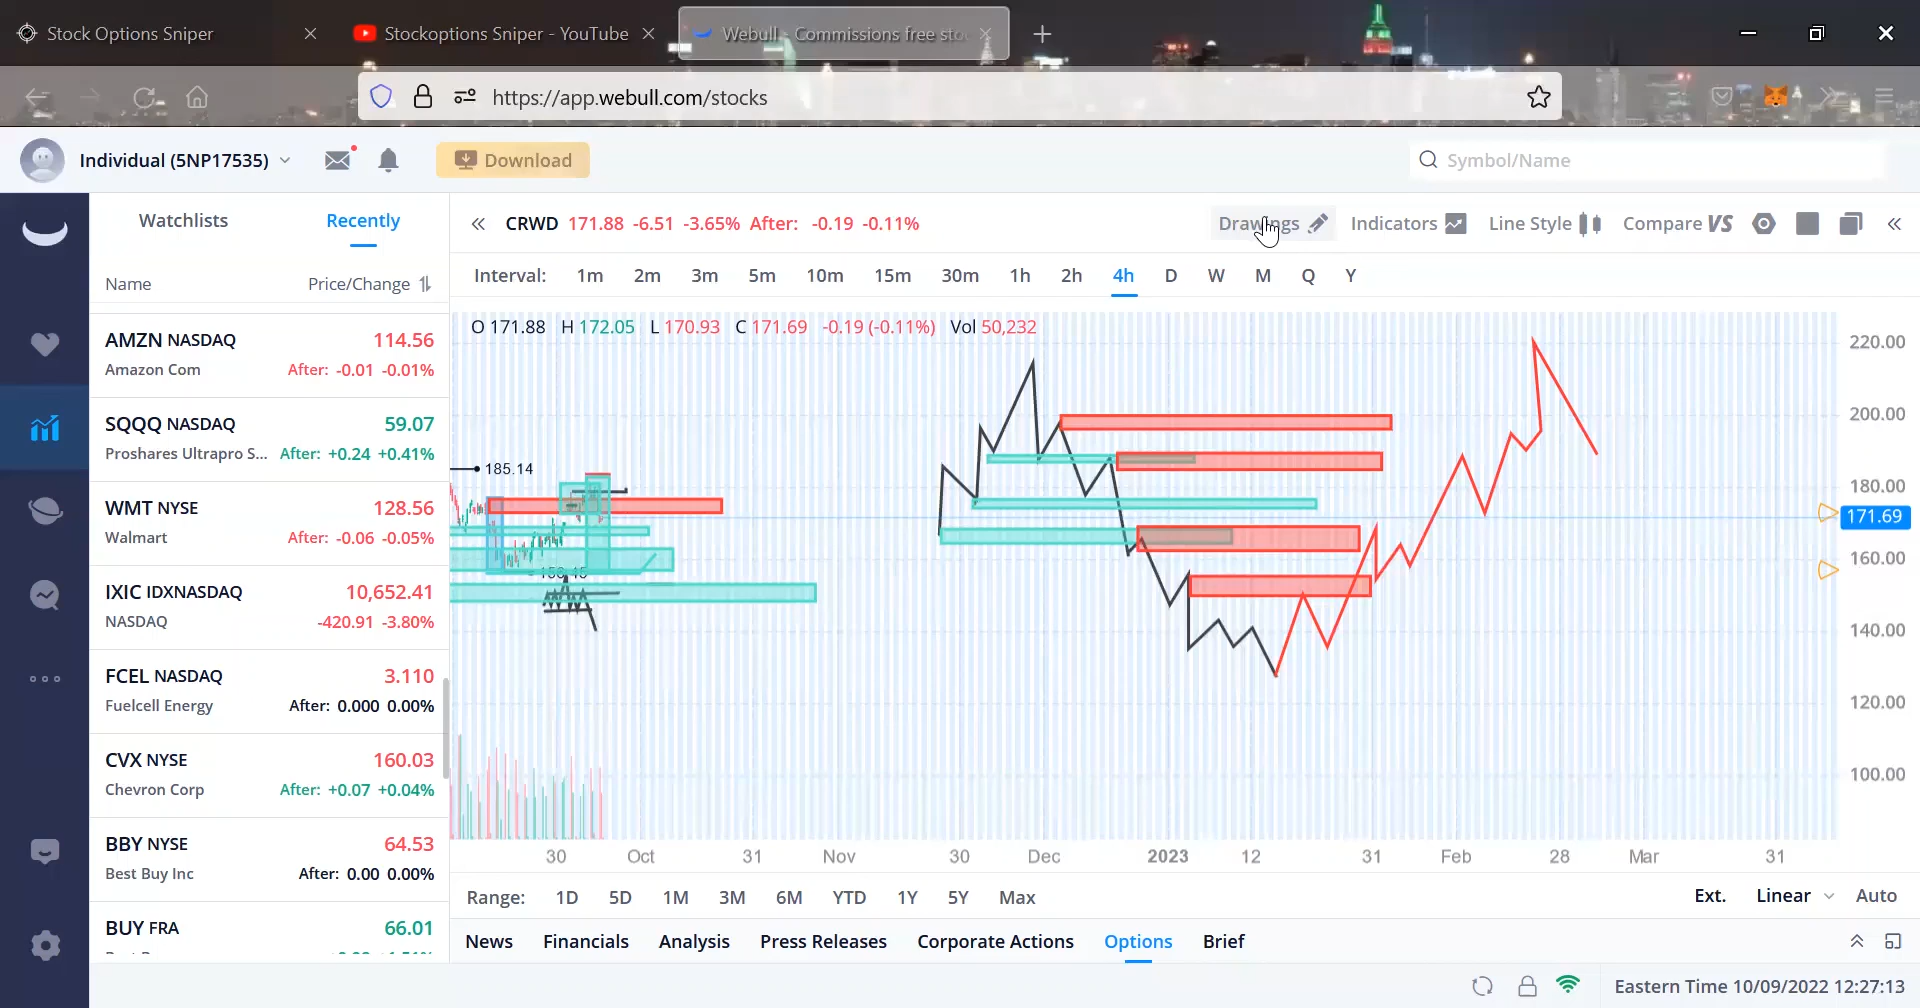 Stock Options Sniper
Stockoptions Sniper - YouTube
Webull - Commissions free sto
https://app.webull.com/stocks
Individual (5NP17535)
Download
Symbol/Name
Watchlists
Recently
Name
Price/Change
AMZN NASDAQ 114.56
Amazon Com After: -0.01 -0.01%
SQQQ NASDAQ 59.07
Proshares Ultrapro S... After: +0.24 +0.41%
WMT NYSE 128.56
Walmart After: -0.06 -0.05%
IXIC IDXNASDAQ 10,652.41
NASDAQ -420.91 -3.80%
FCEL NASDAQ 3.110
Fuelcell Energy After: 0.000 0.00%
CVX NYSE 160.03
Chevron Corp After: +0.07 +0.04%
BBY NYSE 64.53
Best Buy Inc After: 0.00 0.00%
BUY FRA 66.01
CRWD 171.88 -6.51 -3.65% After: -0.19 -0.11%
Drawings Indicators Line Style Compare VS
Interval: 1m 2m 3m 5m 10m 15m 30m 1h 2h 4h D W M Q Y
O 171.88 H 172.05 L 170.93 C 171.69 -0.19 (-0.11%) Vol 50,232
185.14
220.00
200.00
180.00
171.69
160.00
140.00
120.00
100.00
30 Oct 31 Nov 30 Dec 2023 12 31 Feb 28 Mar 31
Range: 1D 5D 1M 3M 6M YTD 1Y 5Y Max
Ext. Linear Auto
News Financials Analysis Press Releases Corporate Actions Options Brief
Eastern Time 10/09/2022 12:27:13